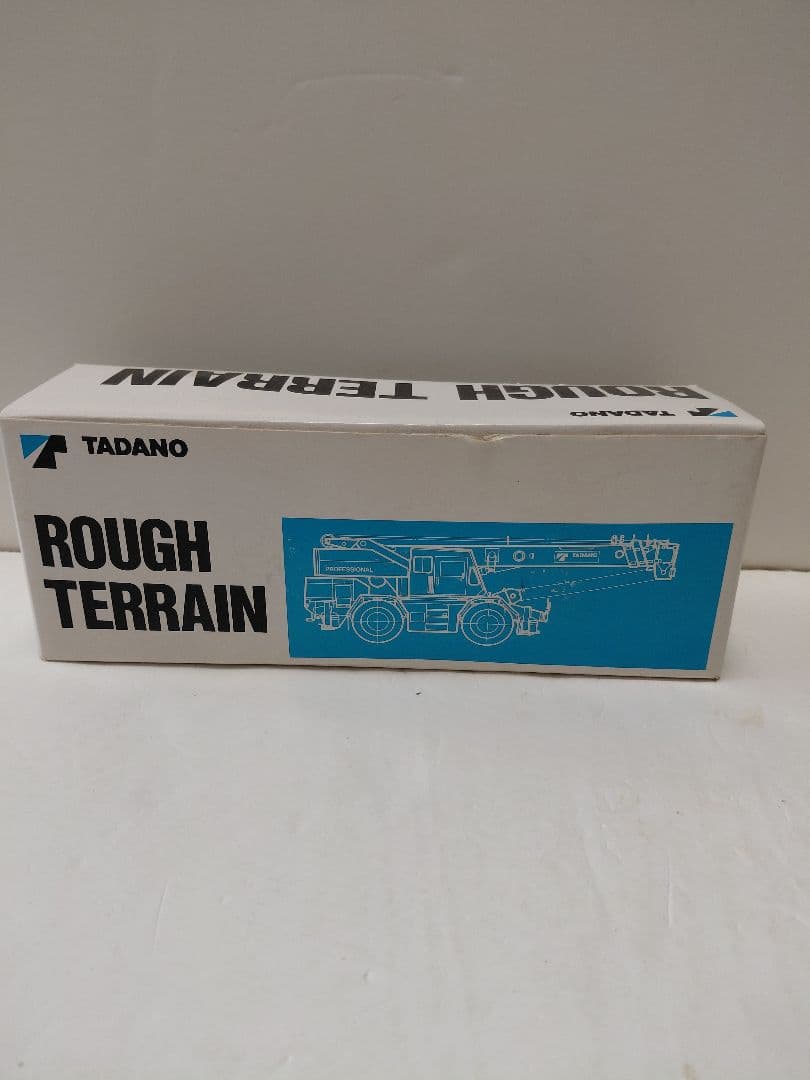 ROUGH TERRAIN
TADANO
TADANO
ROUGH
TERRAIN
PROFESSIONAL
TADANO